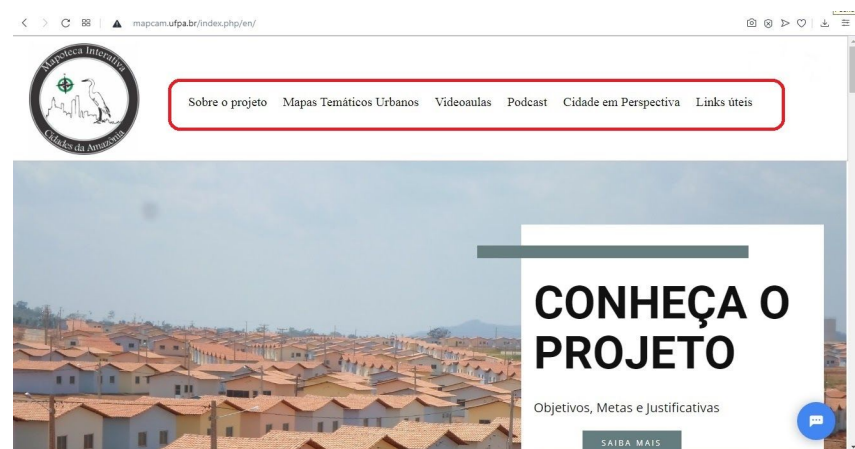 mapcam.ufpa.br/index.php/en/
Mapoteca Interativa
Cidades da Amazônia
Sobre o projeto Mapas Temáticos Urbanos Videoaulas Podcast Cidade em Perspectiva Links úteis
CONHEÇA O
PROJETO
Objetivos, Metas e Justificativas
SAIBA MAIS